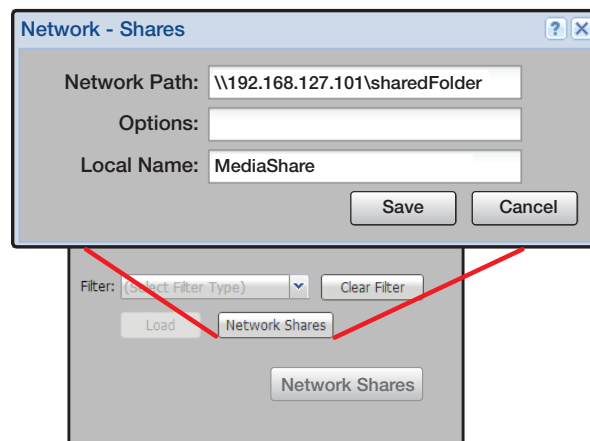 Network - Shares ? X
Network Path: \\192.168.127.101\sharedFolder
Options:
Local Name: MediaShare
Save Cancel
Filter: (Select Filter Type) Clear Filter
Load Network Shares
Network Shares